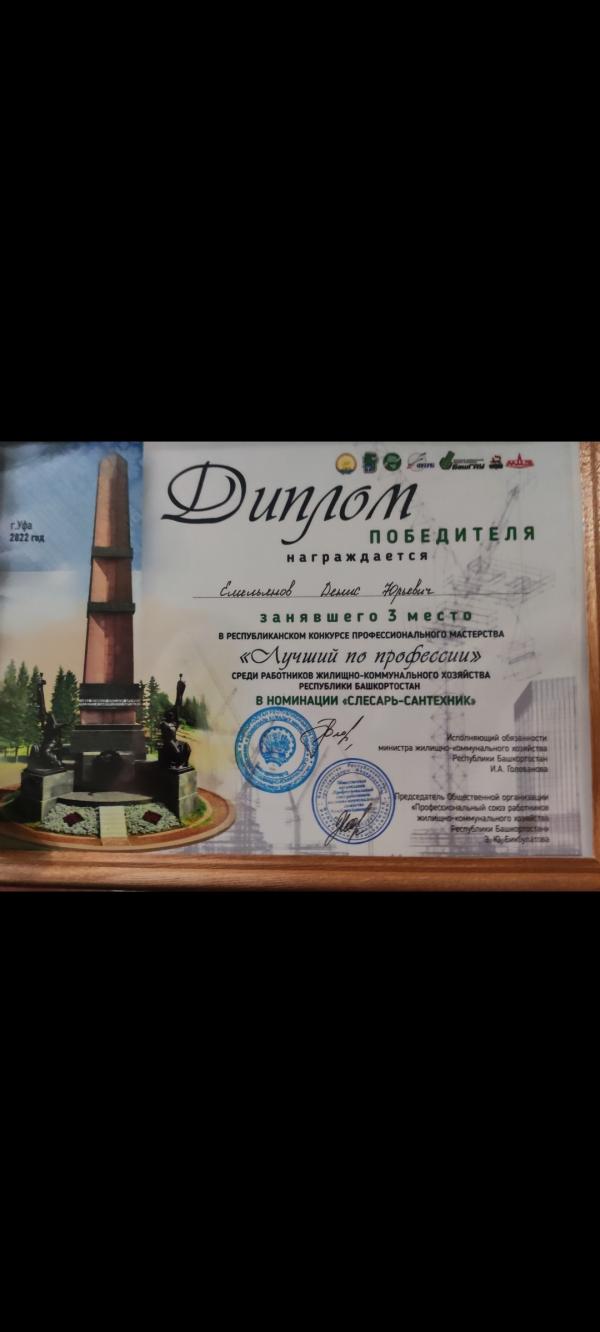 г.Уфа
2022 год
Диплом
ПОБЕДИТЕЛЯ
награждается
Емельянов Денис Юрьевич
занявшего 3 место
В РЕСПУБЛИКАНСКОМ КОНКУРСЕ ПРОФЕССИОНАЛЬНОГО МАСТЕРСТВА
«Лучший по профессии»
СРЕДИ РАБОТНИКОВ ЖИЛИЩНО-КОММУНАЛЬНОГО ХОЗЯЙСТВА
РЕСПУБЛИКИ БАШКОРТОСТАН
В НОМИНАЦИИ «СЛЕСАРЬ-САНТЕХНИК»
Исполняющий обязанности
министра жилищно-коммунального хозяйства
Республики Башкортостан
И.А. Голованова
Председатель Общественной организации
«Профессиональный союз работников
жилищно-коммунального хозяйства
Республики Башкортостан»
Э. Ю. Бикбулатова